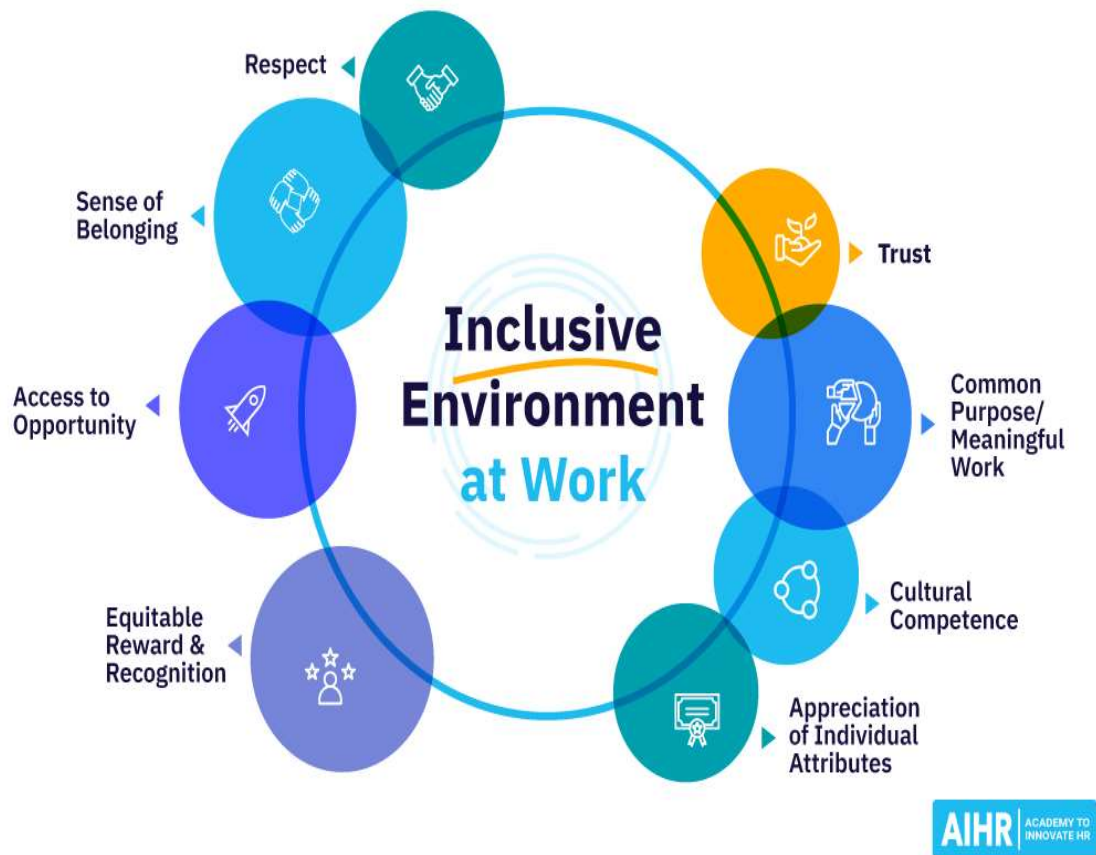 Respect
Sense of
Belonging
Access to
Opportunity
Equitable
Reward &
Recognition
Inclusive
Environment
at Work
Trust
Common
Purpose/
Meaningful
Work
Cultural
Competence
Appreciation
of Individual
Attributes
AIHR
ACADEMY TO
INNOVATE HR